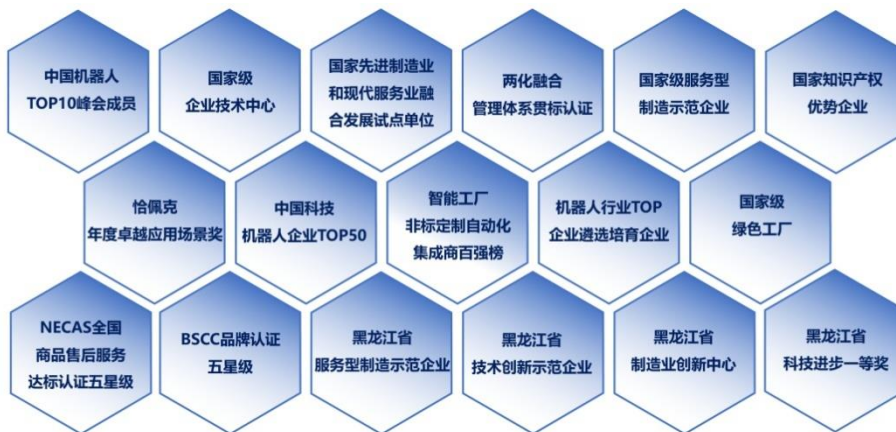 中国机器人
TOP10峰会成员
国家级
企业技术中心
国家先进制造业
和现代服务业融
合发展试点单位
两化融合
管理体系贯标认证
国家级服务型
制造示范企业
国家知识产权
优势企业
恰佩克
年度卓越应用场景奖
中国科技
机器人企业TOP50
智能工厂
非标定制自动化
集成商百强榜
机器人行业TOP
企业遴选培育企业
国家级
绿色工厂
NECAS全国
商品售后服务
达标认证五星级
BSCC品牌认证
五星级
黑龙江省
服务型制造示范企业
黑龙江省
技术创新示范企业
黑龙江省
制造业创新中心
黑龙江省
科技进步一等奖